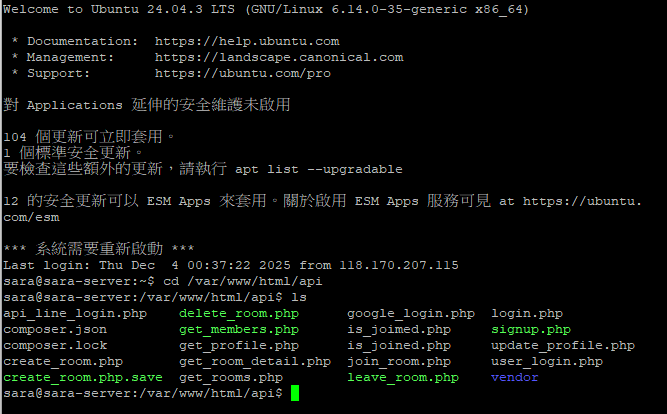 Welcome to Ubuntu 24.04.3 LTS (GNU/Linux 6.14.0-35-generic x86_64)
* Documentation:  https://help.ubuntu.com
* Management:     https://landscape.canonical.com
* Support:        https://ubuntu.com/pro
對 Applications 延伸的安全維護未啟用
104 個更新可立即套用。
1 個標準安全更新。
要檢查這些額外的更新，請執行 apt list --upgradable
12 的安全更新可以 ESM Apps 來套用。關於啟用 ESM Apps 服務可見 at https://ubuntu.
com/esm
*** 系統需要重新啟動 ***
Last login: Thu Dec  4 00:37:22 2025 from 118.170.207.115
sara@sara-server:~$ cd /var/www/html/api
sara@sara-server:/var/www/html/api$ ls
api_line_login.php    delete_room.php      google_login.php  login.php
composer.json         get_members.php      is_joimed.php     signup.php
composer.lock         get_profile.php      is_joined.php     update_profile.php
create_room.php       get_room_detail.php  join_room.php     user_login.php
create_room.php.save  get_rooms.php        leave_room.php    vendor
sara@sara-server:/var/www/html/api$